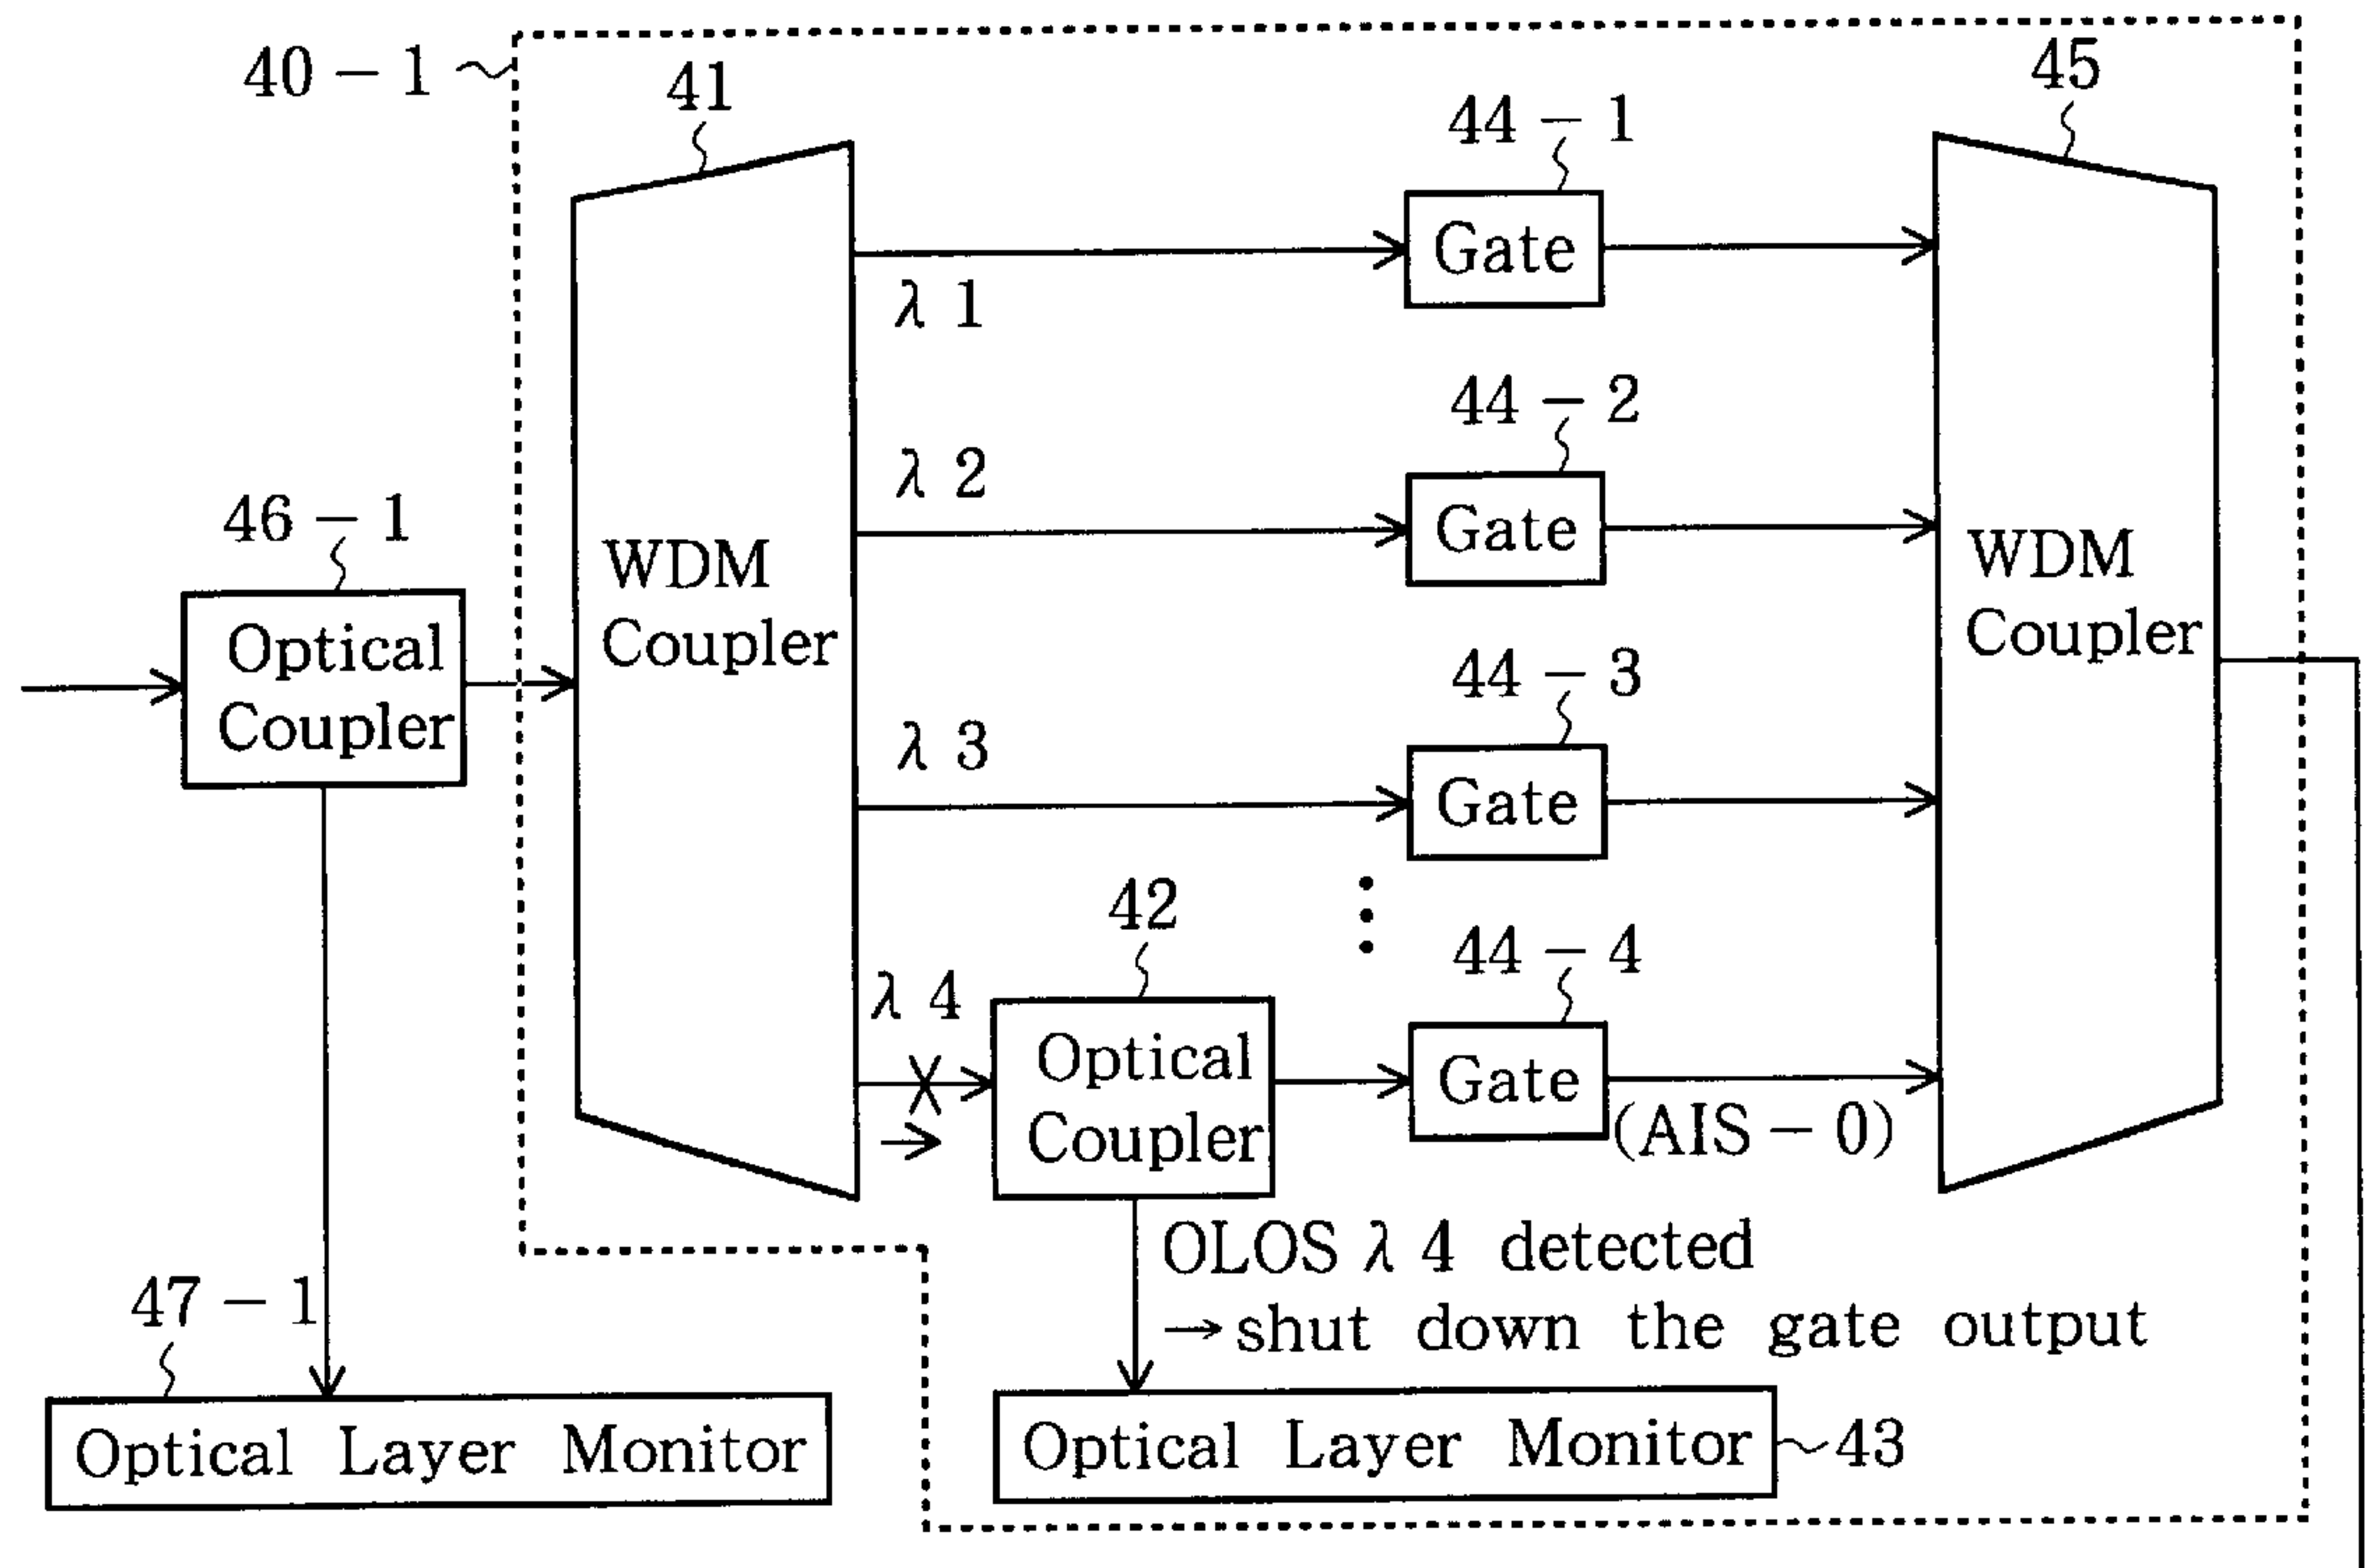 40 - 1
41
45
44 - 1
Gate
λ 1
44 - 2
Gate
λ 2
46 - 1
Optical
Coupler
WDM
Coupler
WDM
Coupler
44 - 3
Gate
λ 3
42
44 - 4
λ 4
Optical
Coupler
Gate
(AIS - 0)
OLOS λ 4 detected
→ shut down the gate output
47 - 1
Optical Layer Monitor
Optical Layer Monitor
43